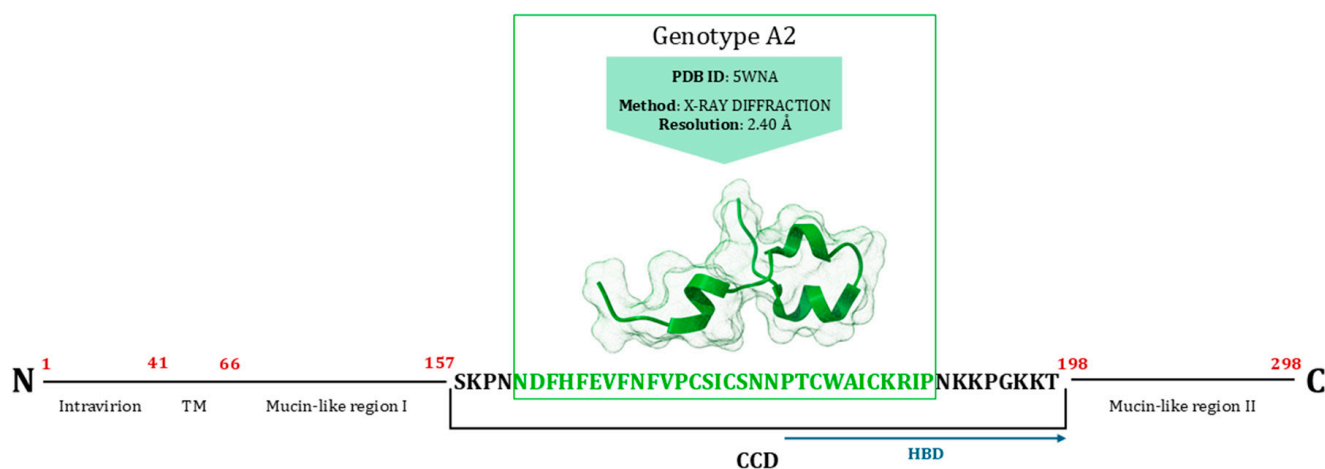 Genotype A2
PDB ID: 5WNA
Method: X-RAY DIFFRACTION
Resolution: 2.40 Å
1 41 66 157 198 298
N SKPNNDFHFEVFNFVPCSICSNNPTCWAICKRIPNKKPGKKT C
Intravirion TM Mucin-like region I Mucin-like region II
CCD HBD